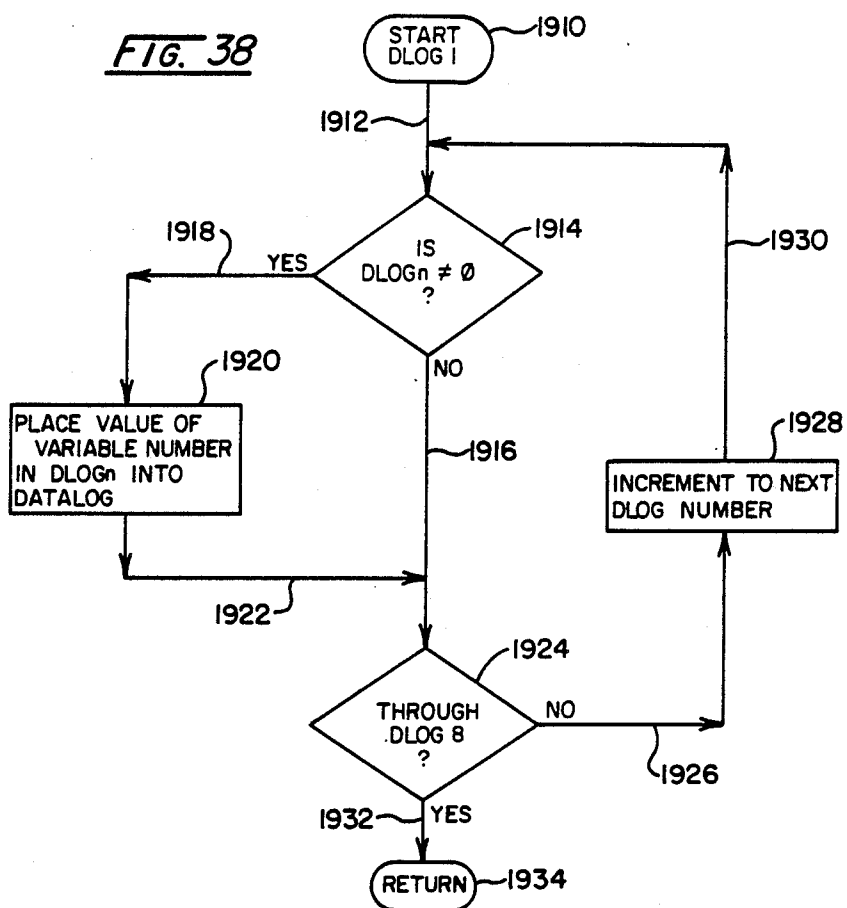 FIG. 38
START
DLOG 1
1910
1912
IS
DLOGn ≠ Ø
?
1914
1918
YES
NO
1930
1920
PLACE VALUE OF
VARIABLE NUMBER
IN DLOGn INTO
DATALOG
1916
1928
INCREMENT TO NEXT
DLOG NUMBER
1922
1924
THROUGH
DLOG 8
?
NO
1926
1932
YES
RETURN
1934